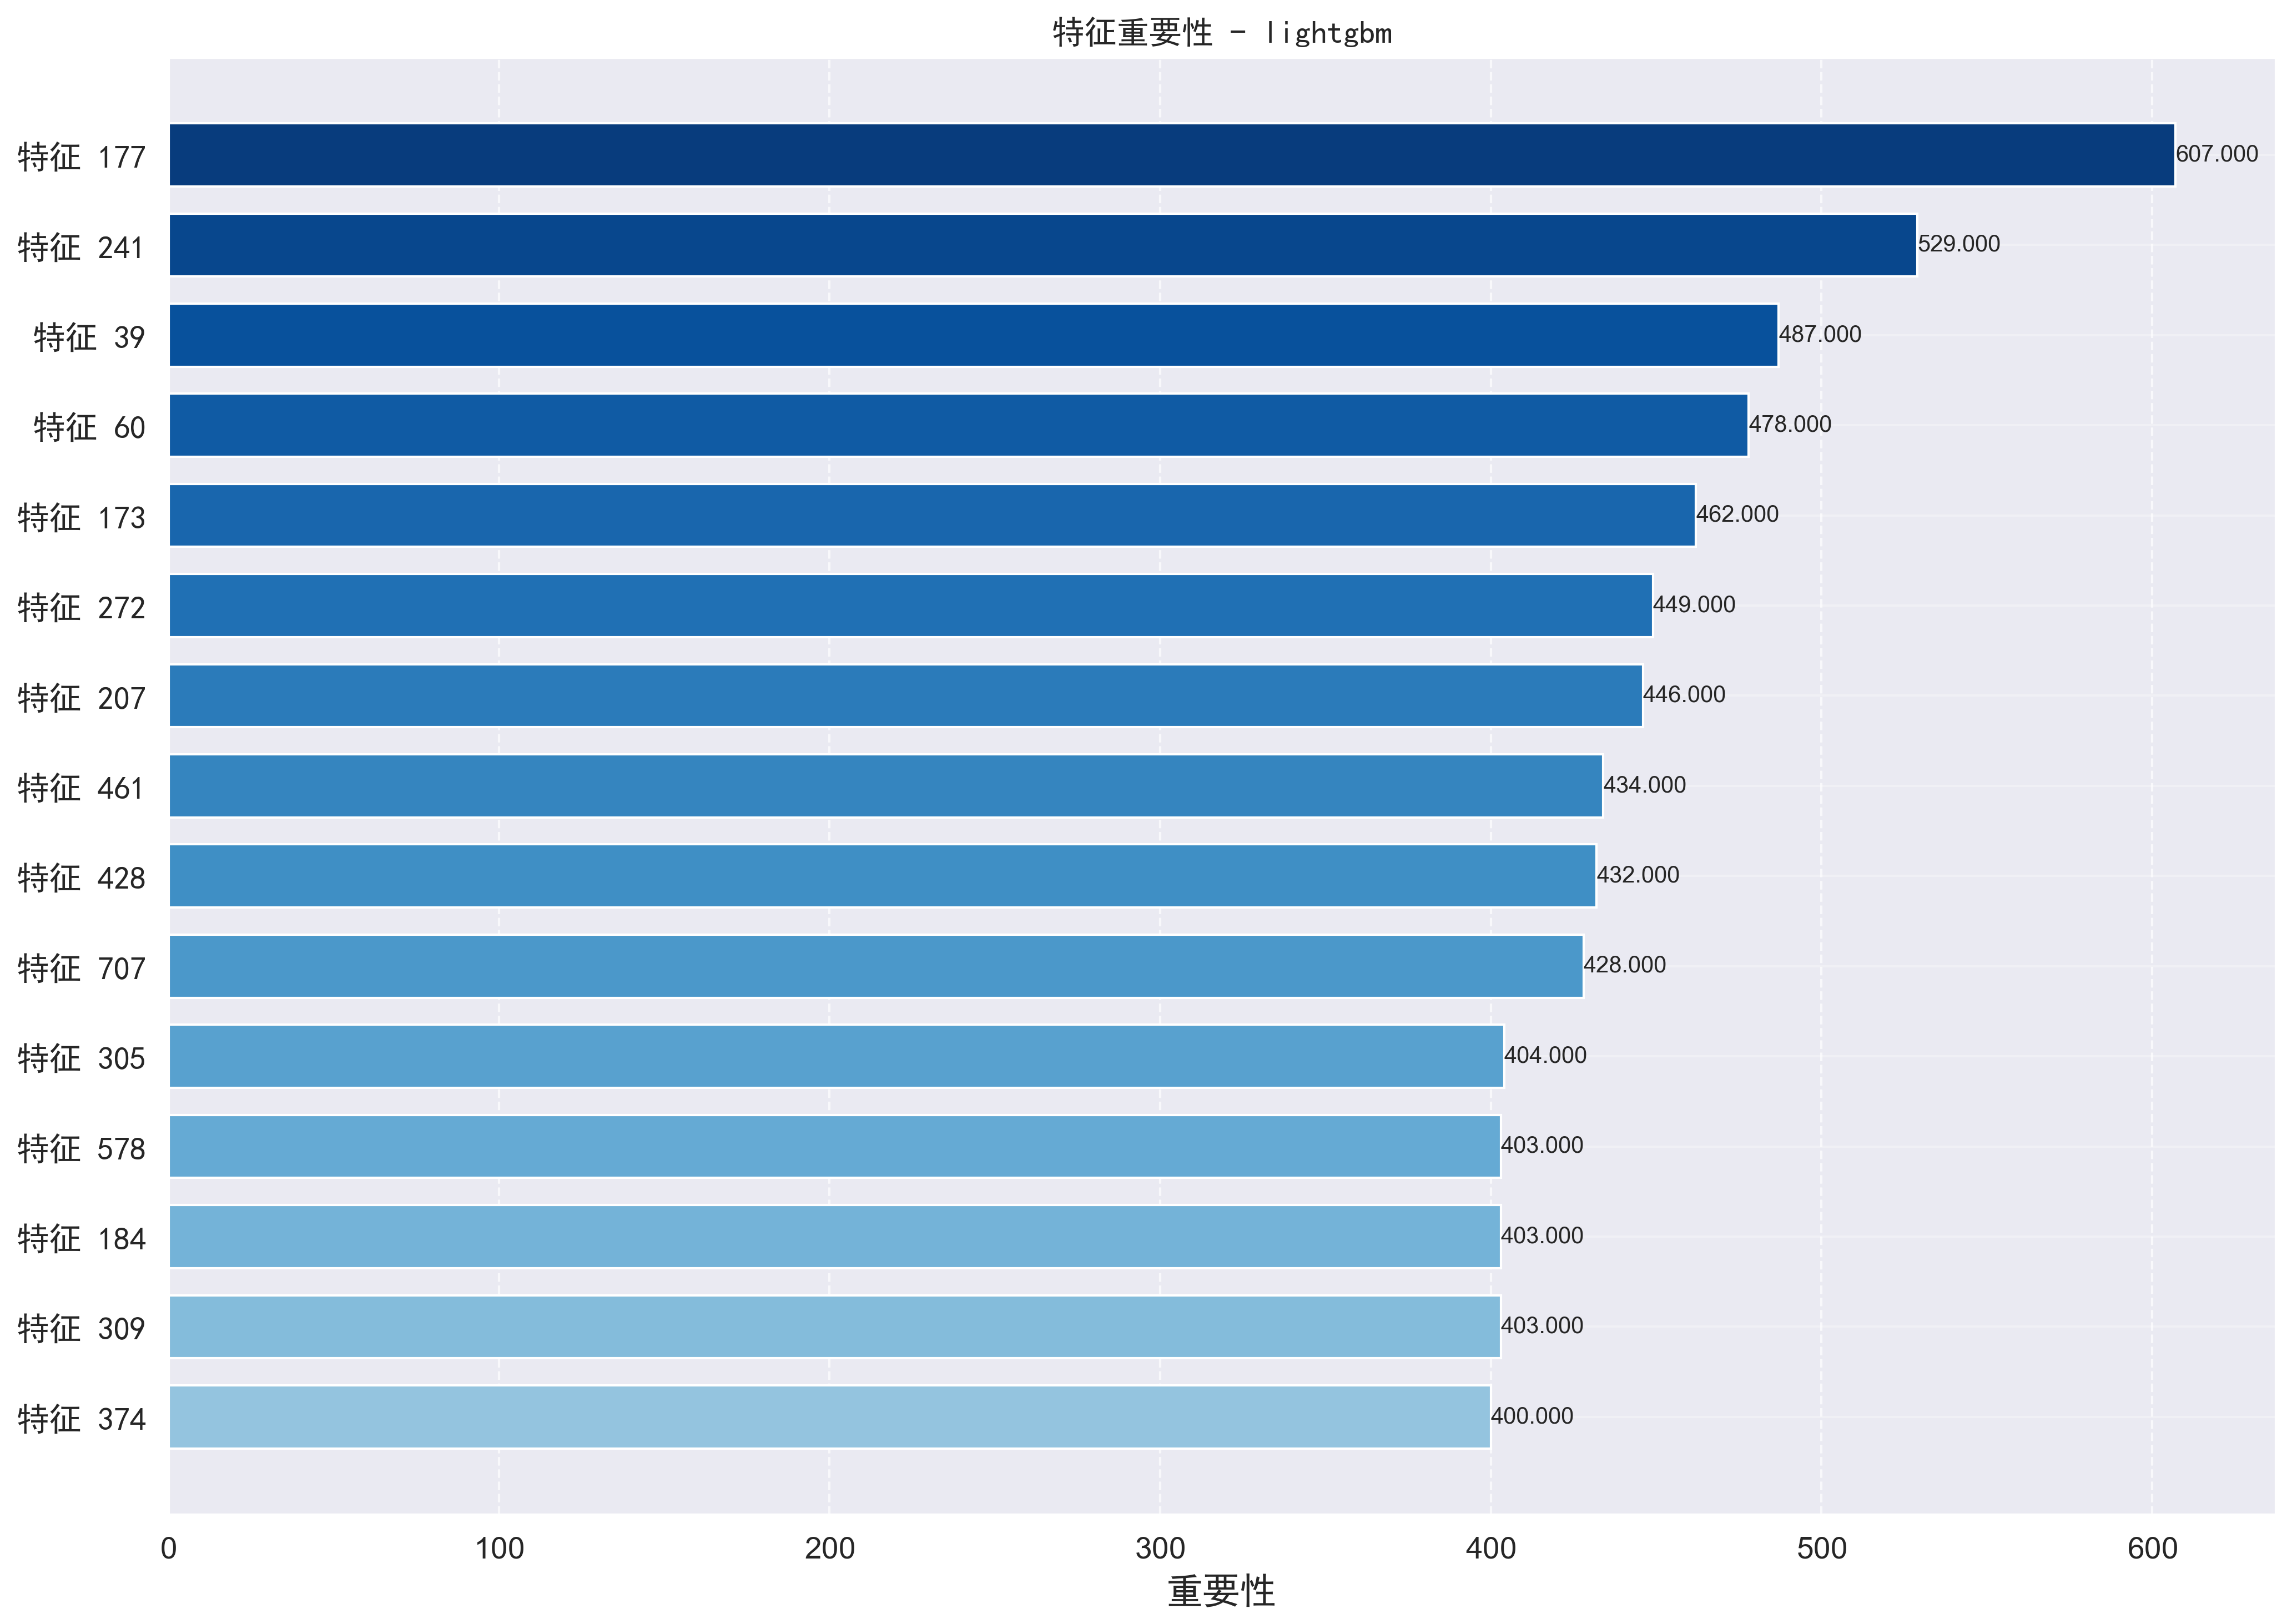 特征重要性 - lightgbm
特征 177 607.000
特征 241 529.000
特征 39 487.000
特征 60 478.000
特征 173 462.000
特征 272 449.000
特征 207 446.000
特征 461 434.000
特征 428 432.000
特征 707 428.000
特征 305 404.000
特征 578 403.000
特征 184 403.000
特征 309 403.000
特征 374 400.000
0 100 200 300 400 500 600
重要性